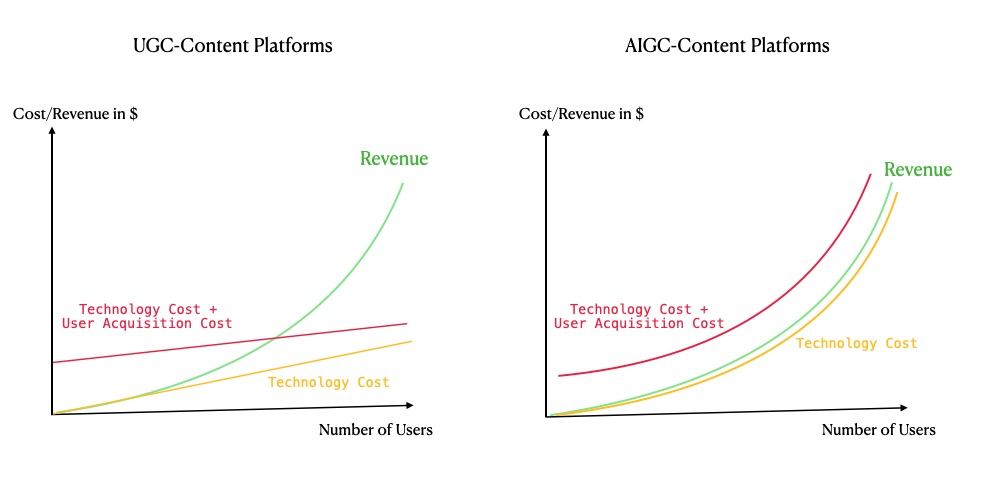 UGC-Content Platforms
Cost/Revenue in $
Revenue
Technology Cost +
User Acquisition Cost
Technology Cost
Number of Users
AIGC-Content Platforms
Cost/Revenue in $
Revenue
Technology Cost +
User Acquisition Cost
Technology Cost
Number of Users